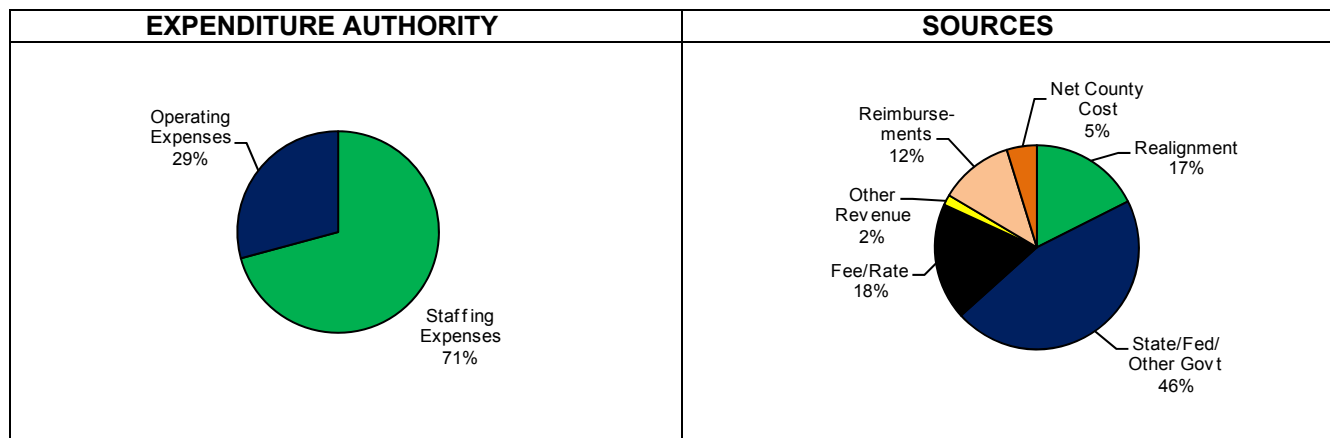 EXPENDITURE AUTHORITY
Operating
Expenses
29%
Staffing
Expenses
71%
SOURCES
Net County
Cost
5%
Reimburse-
ments
12%
Realignment
17%
Other
Revenue
2%
Fee/Rate
18%
State/Fed/
Other Govt
46%